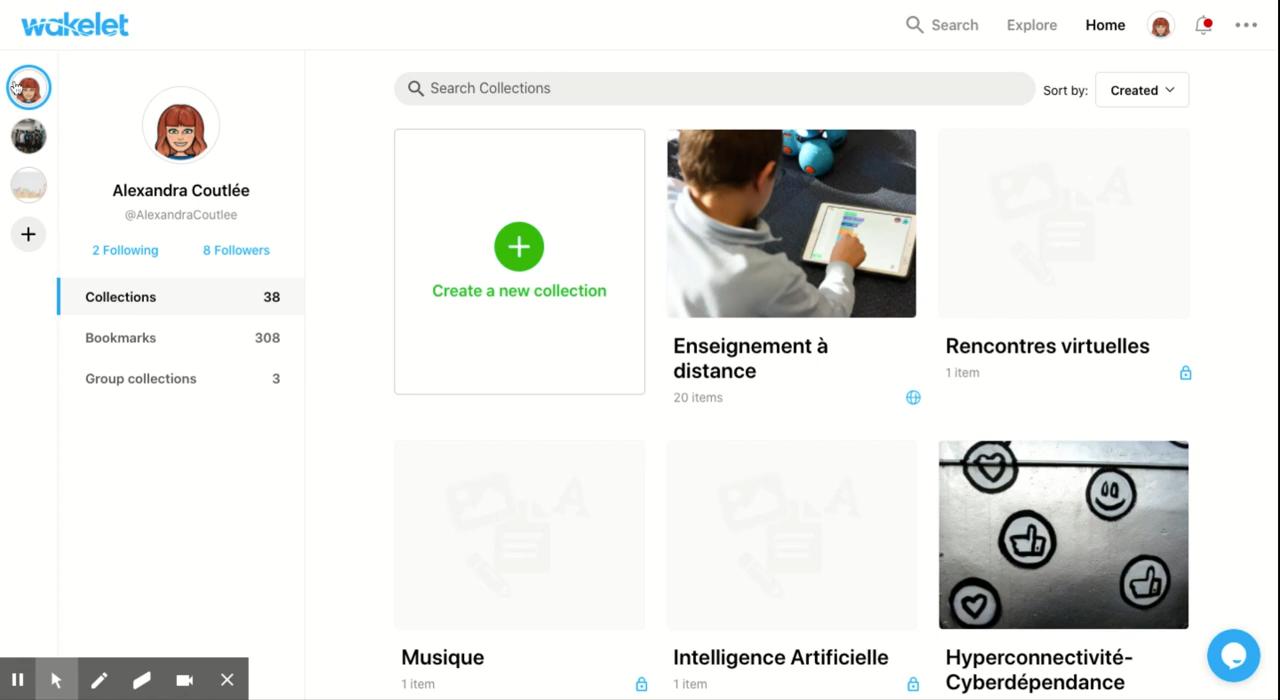 wakelet
Search
Explore
Home
Alexandra Coutlée
@AlexandraCoutlee
2 Following
8 Followers
Collections 38
Bookmarks 308
Group collections 3
Search Collections
Sort by:
Created
Create a new collection
Enseignement à
distance
20 items
Rencontres virtuelles
1 item
Musique
1 item
Intelligence Artificielle
1 item
Hyperconnectivité-
Cyberdépendance